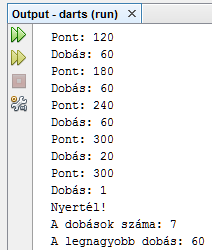 Output - darts (run)
Pont: 120
Dobás: 60
Pont: 180
Dobás: 60
Pont: 240
Dobás: 60
Pont: 300
Dobás: 20
Pont: 300
Dobás: 1
Nyertél!
A dobások száma: 7
A legnagyobb dobás: 60